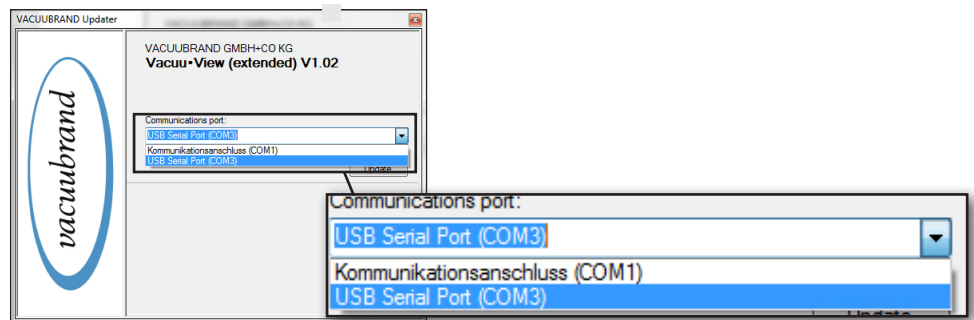 VACUUBRAND Updater
vacuubrand
VACUUBRAND GMBH+CO KG
Vacuu•View (extended) V1.02
Communications port:
USB Serial Port (COM3)
Kommunikationsanschluss (COM1)
USB Serial Port (COM3)
Update
Communications port:
USB Serial Port (COM3)
Kommunikationsanschluss (COM1)
USB Serial Port (COM3)
Update